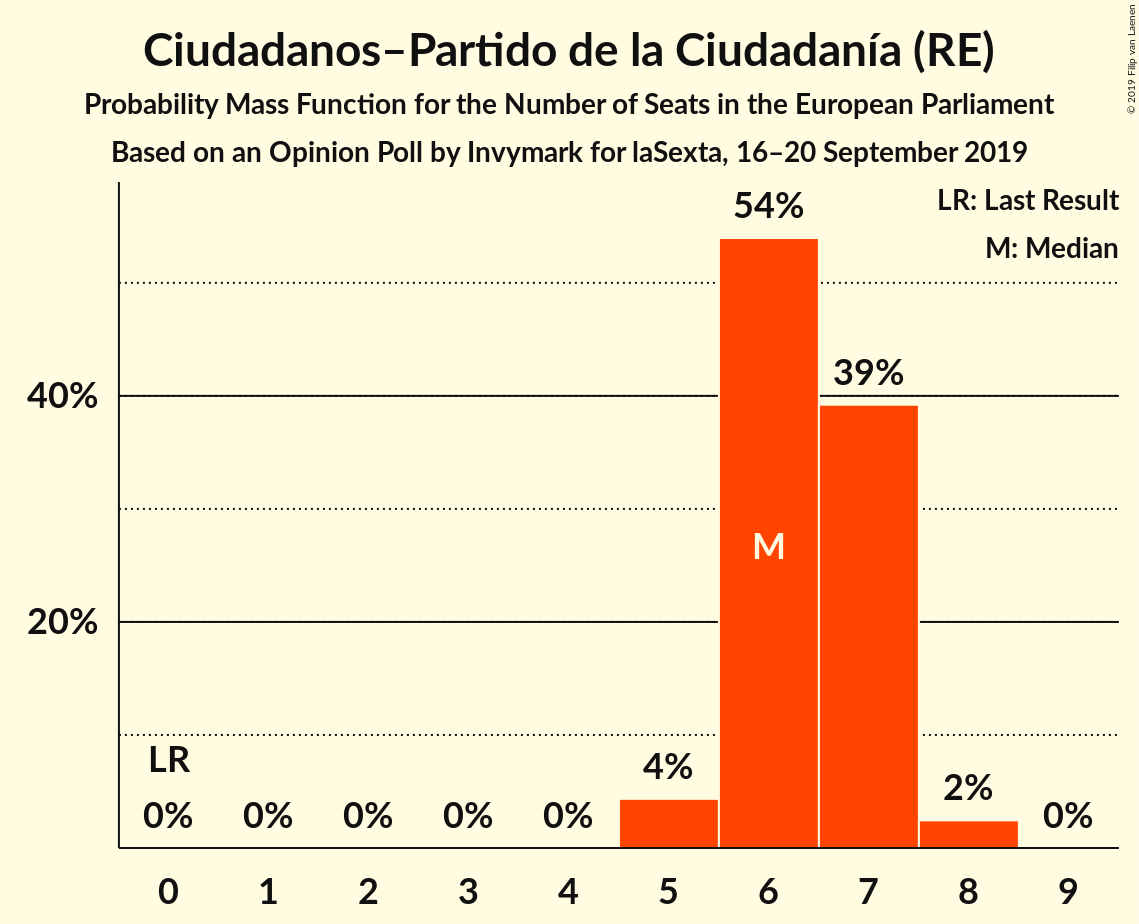 Ciudadanos–Partido de la Ciudadanía (RE)
Probability Mass Function for the Number of Seats in the European Parliament
Based on an Opinion Poll by Invymark for laSexta, 16–20 September 2019
© 2019 Filip van Laenen
LR: Last Result
M: Median
54%
39%
40%
M
20%
LR
4%
2%
0% 0% 0% 0% 0% 0%
0 1 2 3 4 5 6 7 8 9